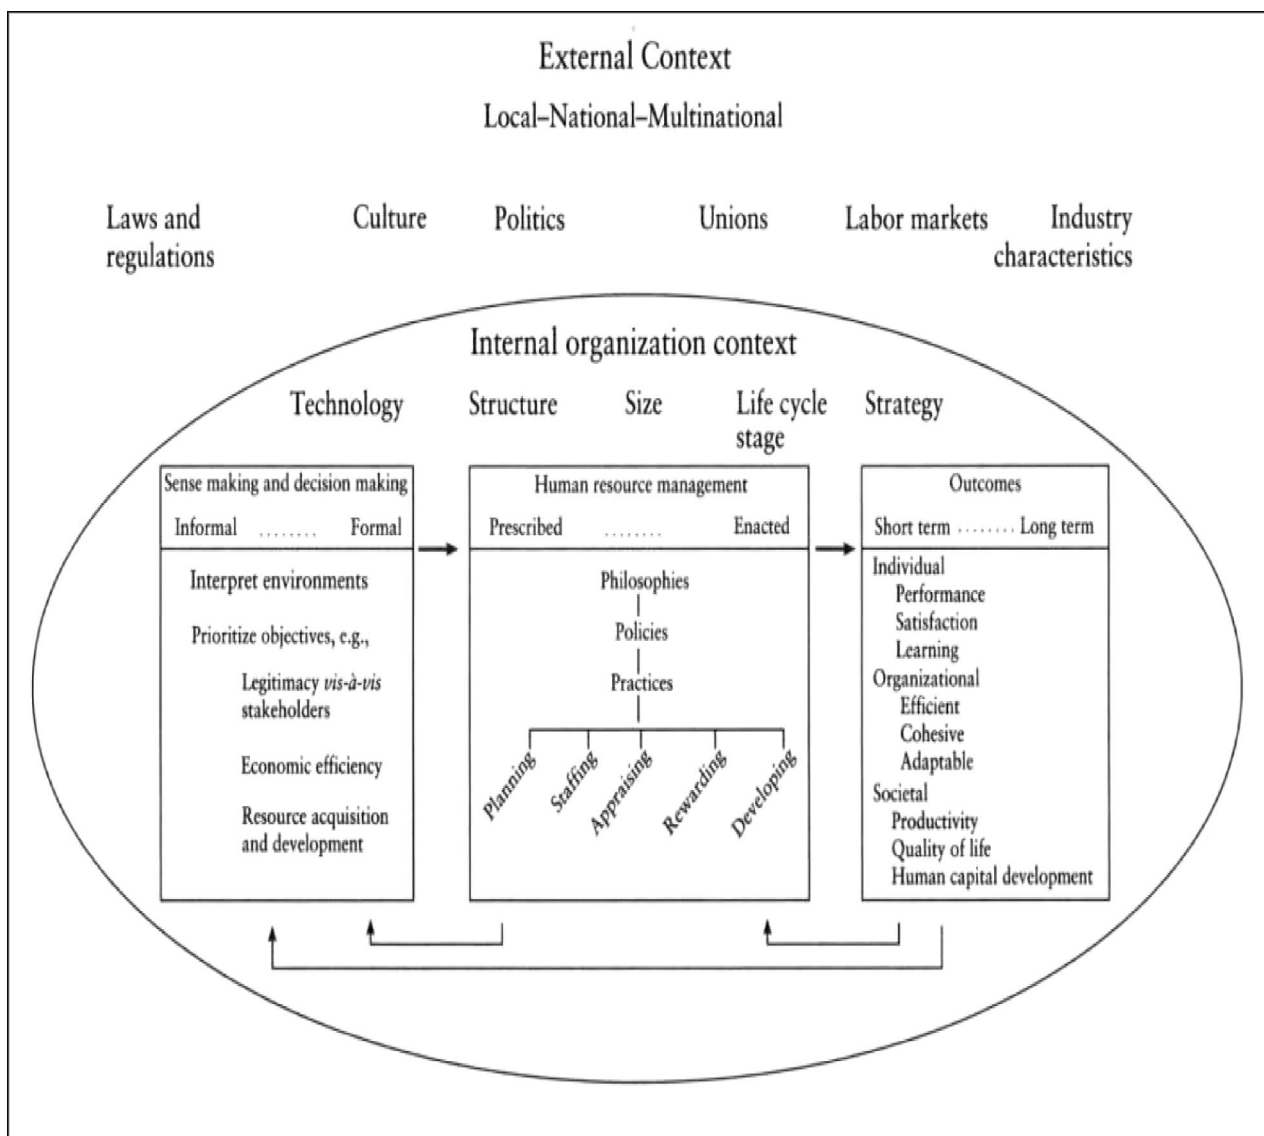 External Context
Local–National–Multinational
Laws and
regulations
Culture
Politics
Unions
Labor markets
Industry
characteristics
Internal organization context
Technology
Structure
Size
Life cycle
stage
Strategy
Sense making and decision making
Informal ........ Formal
Interpret environments
Prioritize objectives, e.g.,
Legitimacy vis-à-vis
stakeholders
Economic efficiency
Resource acquisition
and development
Human resource management
Prescribed ........ Enacted
Philosophies
Policies
Practices
Planning
Staffing
Appraising
Rewarding
Developing
Outcomes
Short term ........ Long term
Individual
Performance
Satisfaction
Learning
Organizational
Efficient
Cohesive
Adaptable
Societal
Productivity
Quality of life
Human capital development